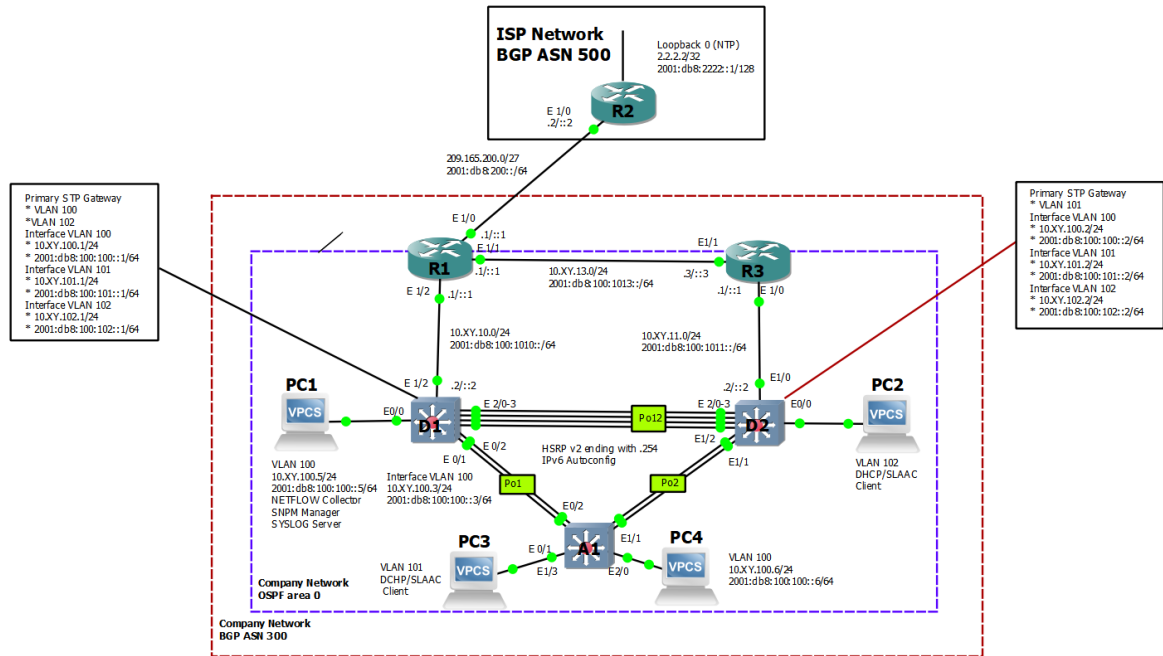 ISP Network
BGP ASN 500
Loopback 0 (NTP)
2.2.2.2/32
2001:db8:2222::1/128
R2
E 1/0
.2/::2
209.165.200.0/27
2001:db8:200::/64
Primary STP Gateway
* VLAN 100
*VLAN 102
Interface VLAN 100
* 10.XY.100.1/24
* 2001:db8:100:100::1/64
Interface VLAN 101
* 10.XY.101.1/24
* 2001:db8:100:101::1/64
Interface VLAN 102
* 10.XY.102.1/24
* 2001:db8:100:102::1/64
Primary STP Gateway
* VLAN 101
Interface VLAN 100
* 10.XY.100.2/24
* 2001:db8:100:100::2/64
Interface VLAN 101
* 10.XY.101.2/24
* 2001:db8:100:101::2/64
Interface VLAN 102
* 10.XY.102.2/24
* 2001:db8:100:102::2/64
E 1/0
.1/::1
E 1/1
R1
.1/::1
E 1/2
.1/::1
10.XY.13.0/24
2001:db8:100:1013::/64
E1/1
.3/::3
R3
.1/::1
E1/0
10.XY.10.0/24
2001:db8:100:1010::/64
10.XY.11.0/24
2001:db8:100:1011::/64
E 1/2
.2/::2
E1/0
.2/::2
PC1
VPCS
E0/0
D1
E 2/0-3
Po12
E 2/0-3
D2
E0/0
PC2
VPCS
E 0/2
E 0/1
E1/2
E1/1
HSRP v2 ending with .254
IPv6 Autoconfig
VLAN 100
10.XY.100.5/24
2001:db8:100:100::5/64
NETFLOW Collector
SNPM Manager
SYSLOG Server
Interface VLAN 100
10.XY.100.3/24
2001:db8:100:100::3/64
Po1
Po2
VLAN 102
DHCP/SLAAC
Client
E0/2
E1/1
A1
PC3
VPCS
E 0/1
E1/3
VLAN 101
DCHP/SLAAC
Client
E2/0
PC4
VPCS
VLAN 100
10.XY.100.6/24
2001:db8:100:100::6/64
Company Network
OSPF area 0
Company Network
BGP ASN 300